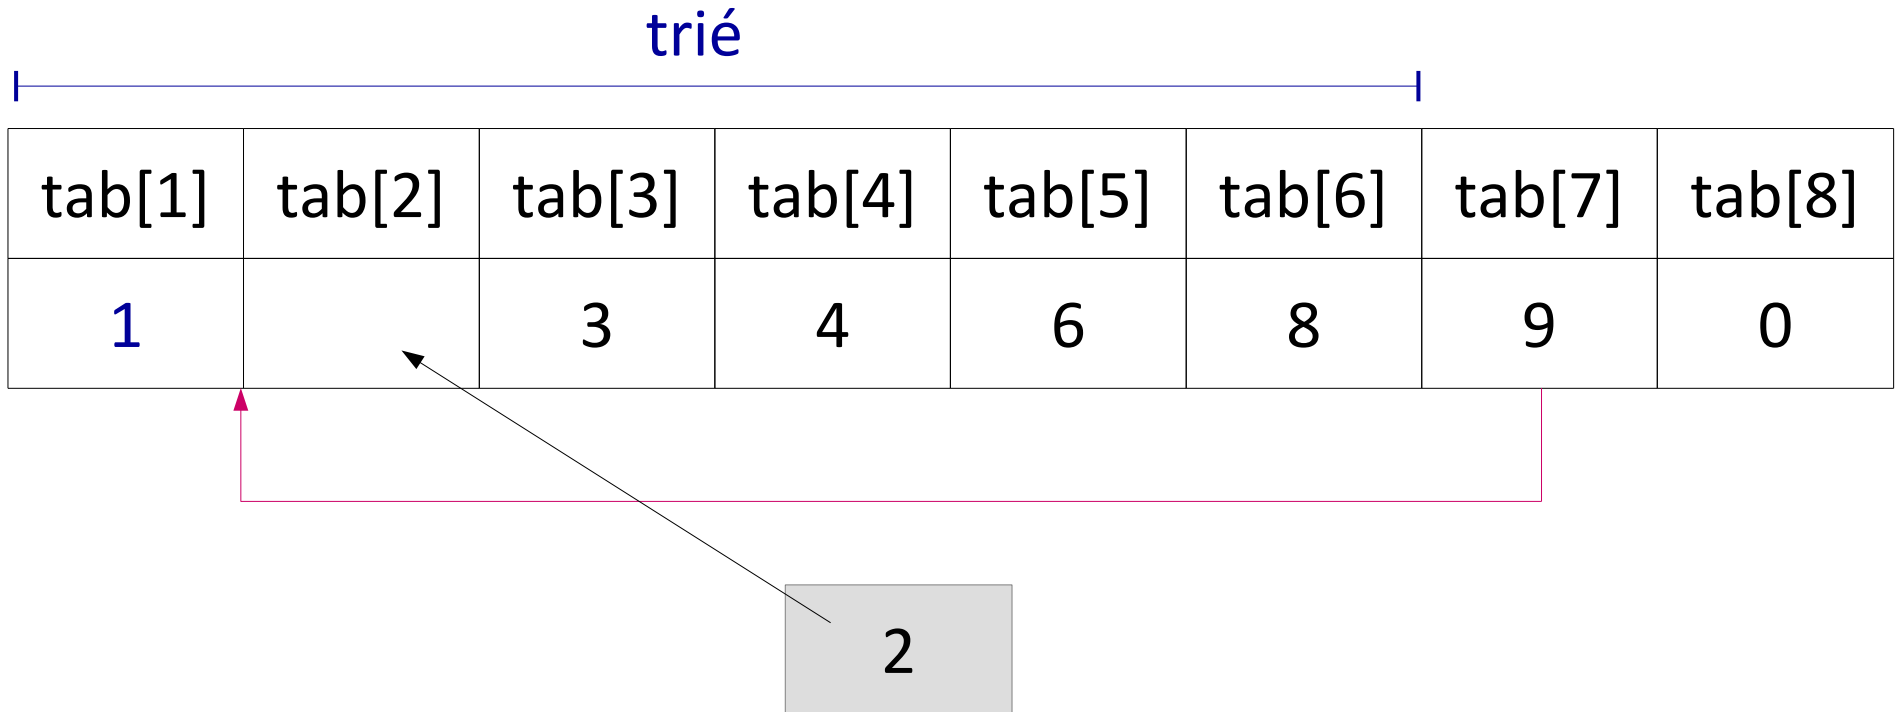 trié
tab[1] tab[2] tab[3] tab[4] tab[5] tab[6] tab[7] tab[8]
1 3 4 6 8 9 0
2